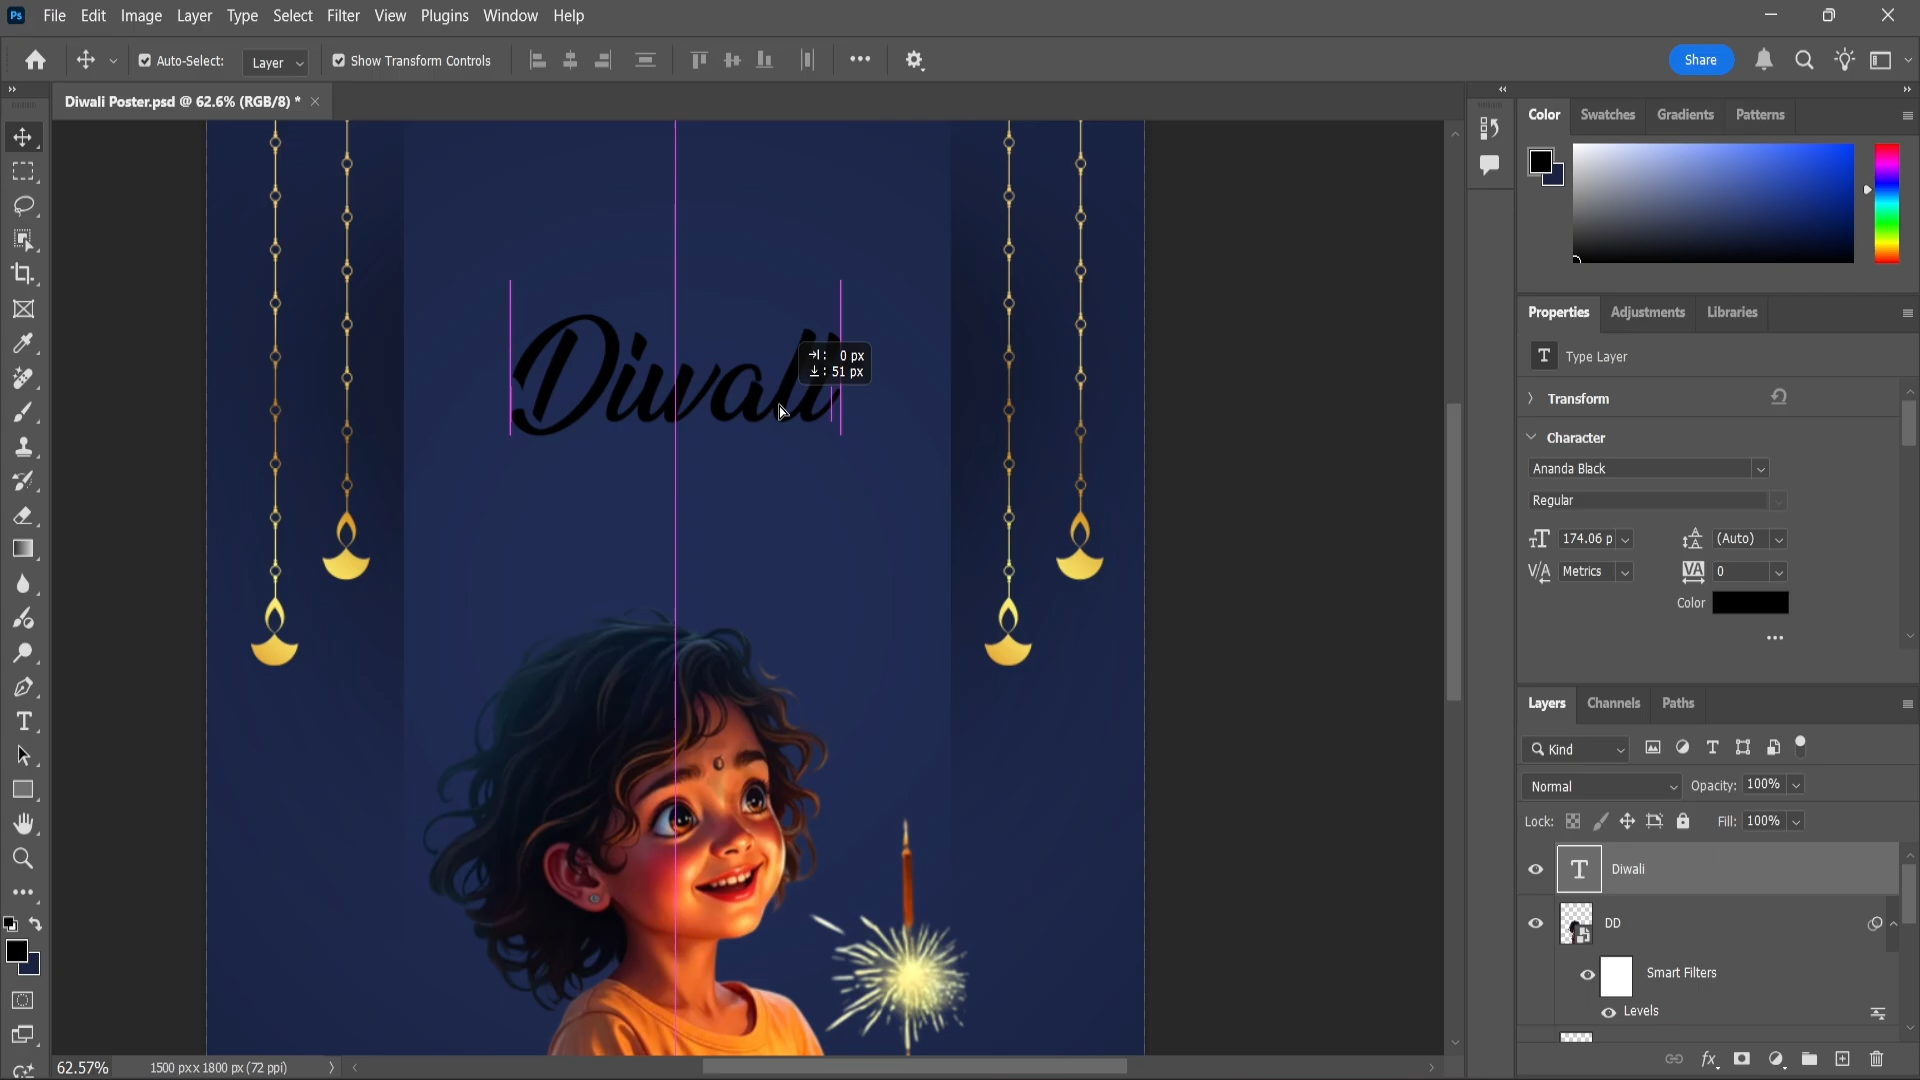 Ps File Edit Image Layer Type Select Filter View Plugins Window Help
Auto-Select: Layer Show Transform Controls Share
Diwali Poster.psd @ 62.6% (RGB/8) * ×
Color Swatches Gradients Patterns
Diwali
0 px
51 px
Properties Adjustments Libraries
T Type Layer
Transform
Character
Ananda Black
Regular
174.06 p (Auto)
Metrics 0
Color
Layers Channels Paths
Kind
Normal Opacity: 100%
Lock: Fill: 100%
T Diwali
DD
Smart Filters
Levels
fx
62.57% 1500 px x 1800 px (72 ppi)